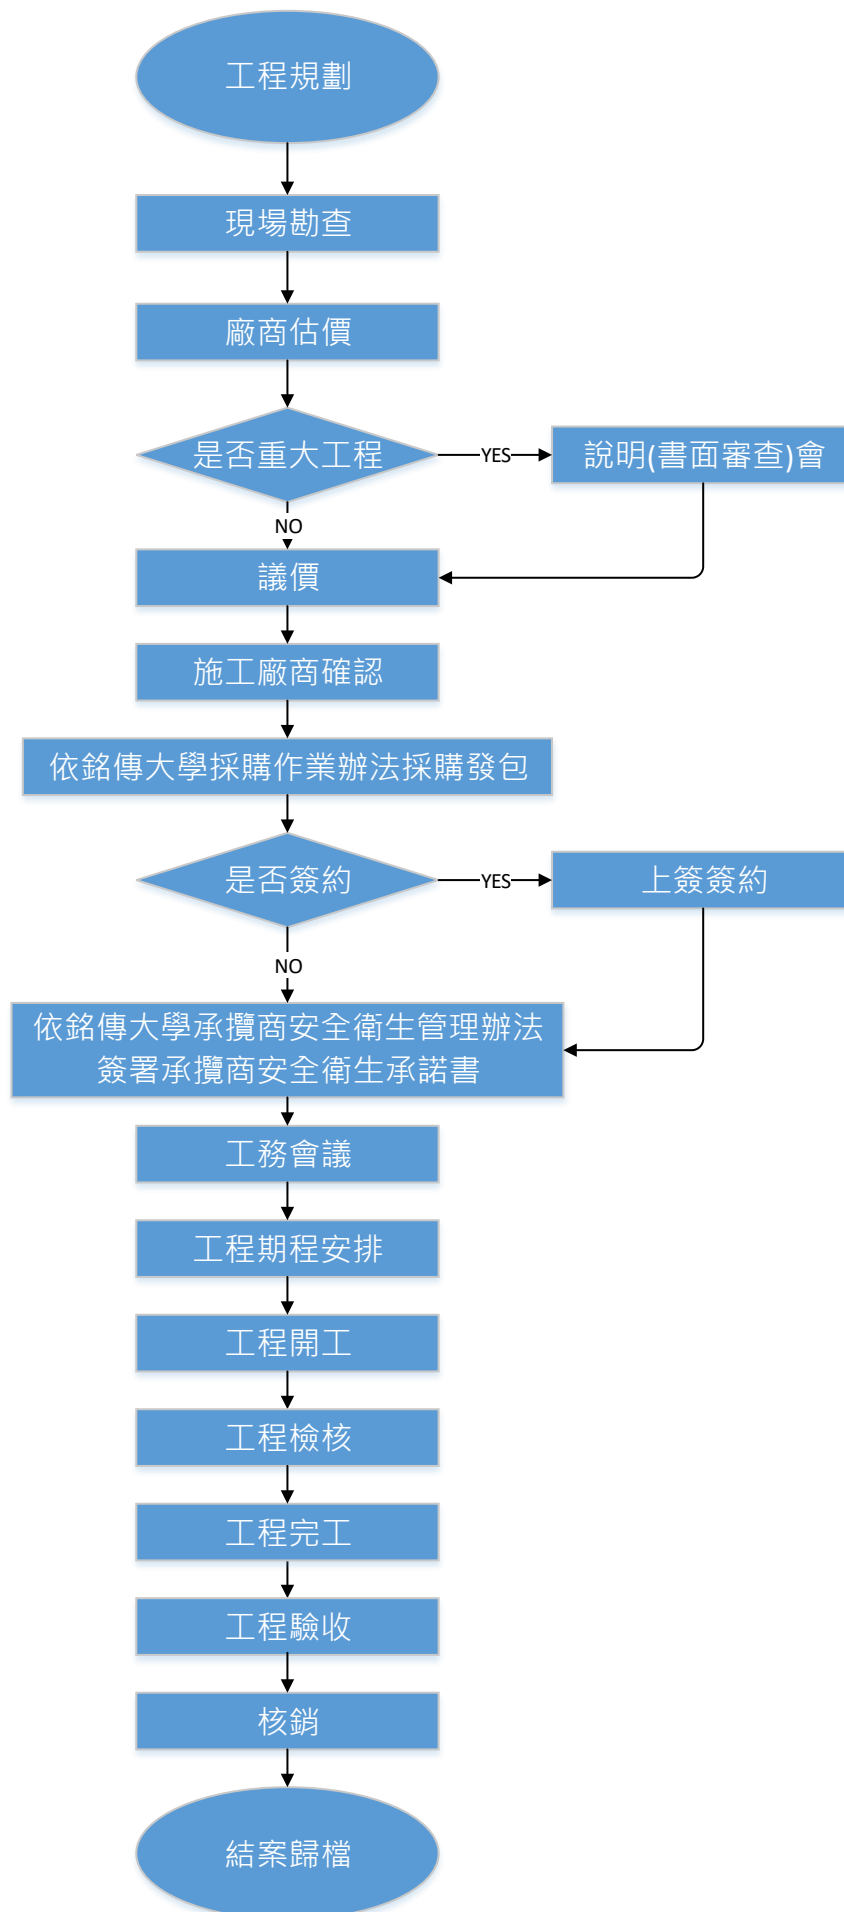 工程規劃
現場勘查
廠商估價
是否重大工程
YES
說明(書面審查)會
NO
議價
施工廠商確認
依銘傳大學採購作業辦法採購發包
是否簽約
YES
上簽簽約
NO
依銘傳大學承攬商安全衛生管理辦法
簽署承攬商安全衛生承諾書
工務會議
工程期程安排
工程開工
工程檢核
工程完工
工程驗收
核銷
結案歸檔